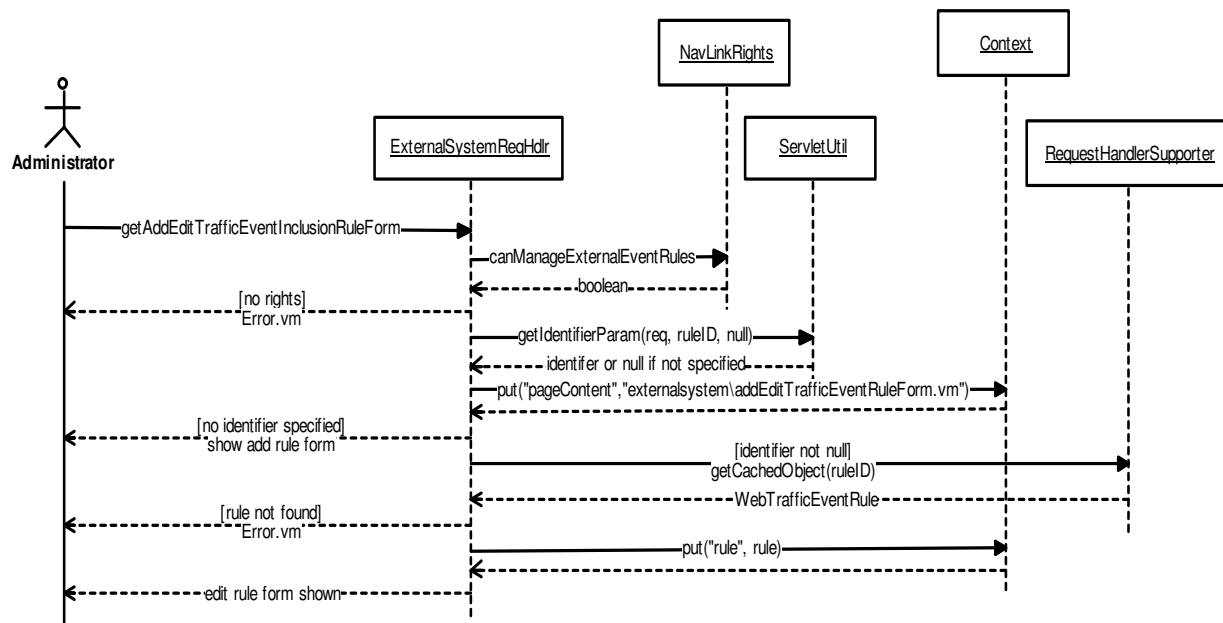 Context
NavLinkRights
ExternalSystemReqHdlr
ServletUtil
RequestHandlerSupporter
Administrator
getAddEditTrafficEventInclusionRuleForm
canManageExternalEventRules
boolean
[no rights]
Error.vm
getIdentifierParam(req, ruleID, null)
identifer or null if not specified
put("pageContent","externalsystem\addEditTrafficEventRuleForm.vm")
[no identifier specified]
show add rule form
[identifier not null]
getCachedObject(ruleID)
WebTrafficEventRule
[rule not found]
Error.vm
put("rule", rule)
edit rule form shown